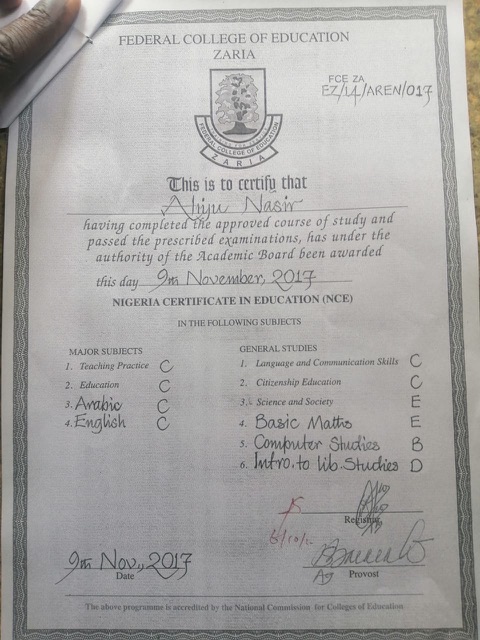 FEDERAL COLLEGE OF EDUCATION
ZARIA
FCE ZA
EZ/14/AREN/017
FEDERAL COLLEGE OF EDUCATION
ZARIA
This is to certify that
Aliyu Nasir
having completed the approved course of study and
passed the prescribed examinations, has under the
authority of the Academic Board been awarded
this day 9th November, 2017
NIGERIA CERTIFICATE IN EDUCATION (NCE)
IN THE FOLLOWING SUBJECTS
MAJOR SUBJECTS
1. Teaching Practice C
2. Education C
3. Arabic C
4. English C
GENERAL STUDIES
1. Language and Communication Skills C
2. Citizenship Education C
3. Science and Society E
4. Basic Maths E
5. Computer Studies B
6. Intro. to lib. Studies D
Registrar
9th Nov., 2017
Date
Ag Provost
The above programme is accredited by the National Commission for Colleges of Education